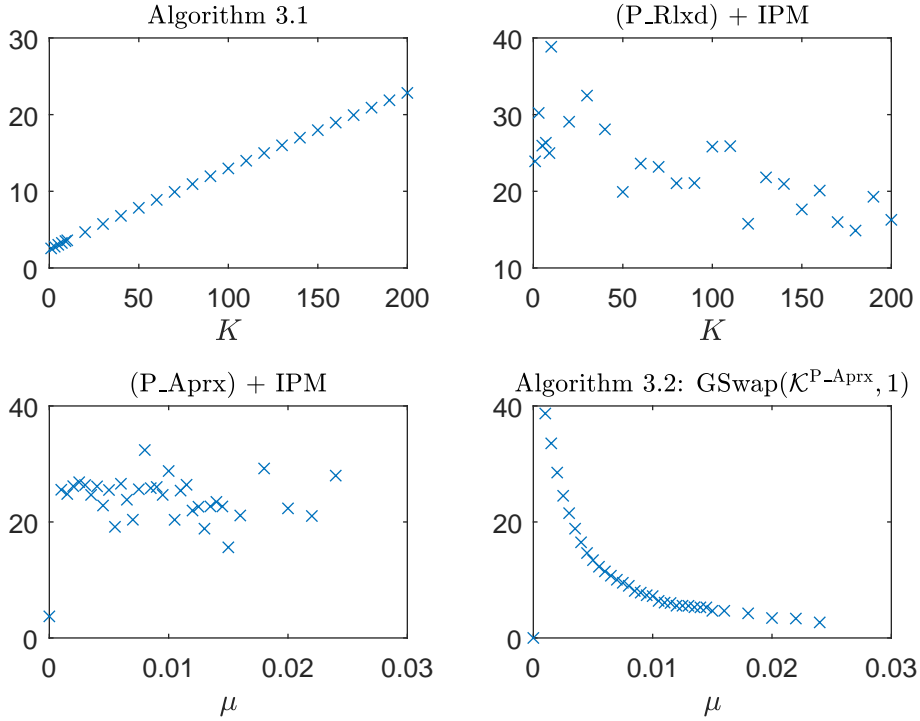 Algorithm 3.1
30
20
10
0
0 50 100 150 200
K
(P_Rlxd) + IPM
40
30
20
10
0 50 100 150 200
K
(P_Aprx) + IPM
40
20
0
0 0.01 0.02 0.03
μ
Algorithm 3.2: GSwap(𝒦^P_Aprx, 1)
40
20
0
0 0.01 0.02 0.03
μ